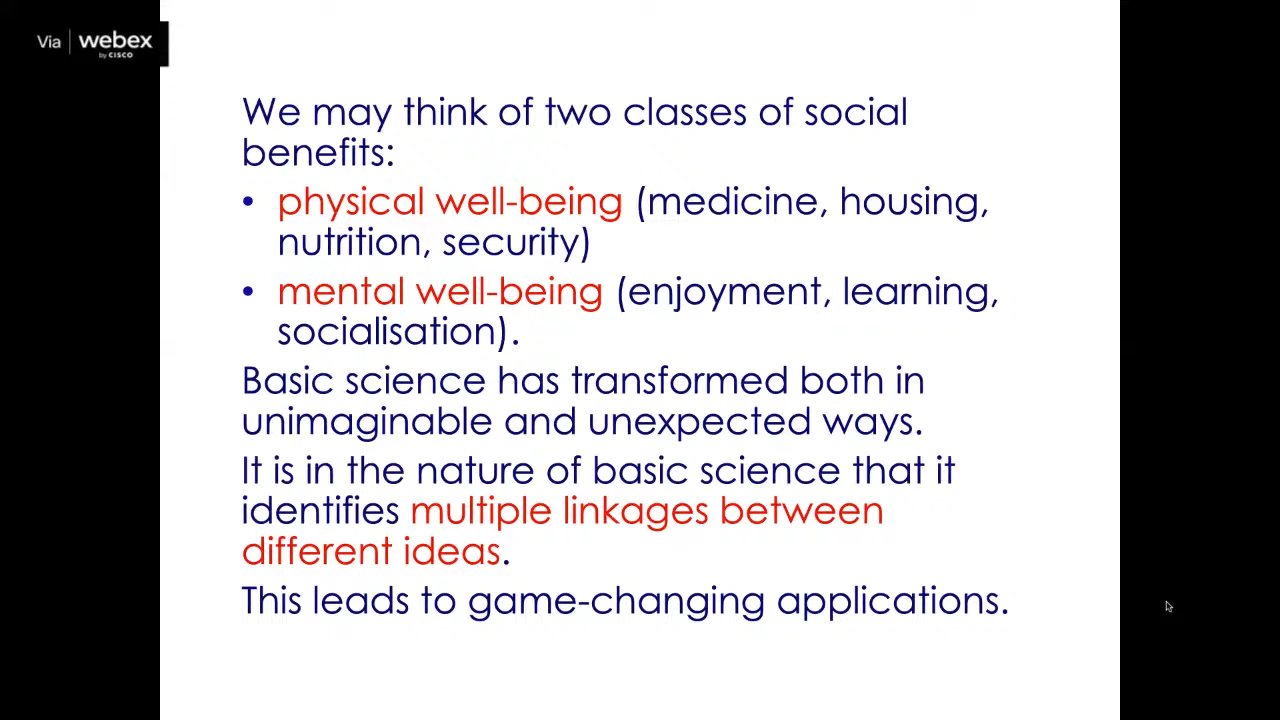 Via webex
by CISCO
We may think of two classes of social
benefits:
• physical well-being (medicine, housing,
nutrition, security)
• mental well-being (enjoyment, learning,
socialisation).
Basic science has transformed both in
unimaginable and unexpected ways.
It is in the nature of basic science that it
identifies multiple linkages between
different ideas.
This leads to game-changing applications.